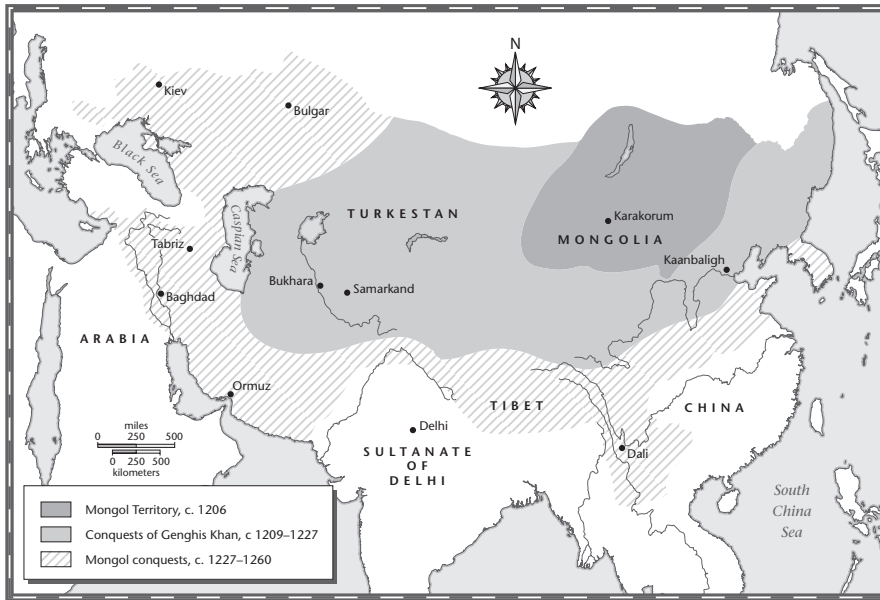 N
Kiev
Bulgar
Black Sea
Caspian Sea
TURKESTAN
Karakorum
MONGOLIA
Tabriz
Kaanbaligh
Bukhara
Samarkand
Baghdad
ARABIA
Ormuz
TIBET
CHINA
miles
0 250 500
0 250 500
kilometers
Delhi
SULTANATE
OF
DELHI
Dali
South
China
Sea
Mongol Territory, c. 1206
Conquests of Genghis Khan, c 1209–1227
Mongol conquests, c. 1227–1260